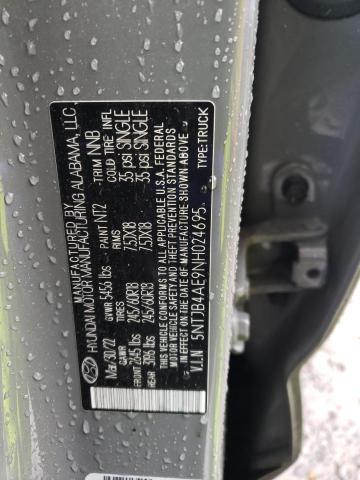 MANUFACTURED BY
HYUNDAI MOTOR MANUFACTURING ALABAMA, LLC
Mar/30/22 GVWR 5456 lbs PAINT NT2 TRIM NNB
GAWR TIRES RIMS COLD TIRE
FRONT 2845 lbs 245/60R18 7.5JX18 35 psi SINGLE
REAR 3196 lbs 245/60R18 7.5JX18 35 psi SINGLE
THIS VEHICLE CONFORMS TO ALL APPLICABLE U.S.A. FEDERAL
MOTOR VEHICLE SAFETY AND THEFT PREVENTION STANDARDS
IN EFFECT ON THE DATE OF MANUFACTURE SHOWN ABOVE
V.I.N 5NTJB4AE9NH024695 TYPE:TRUCK